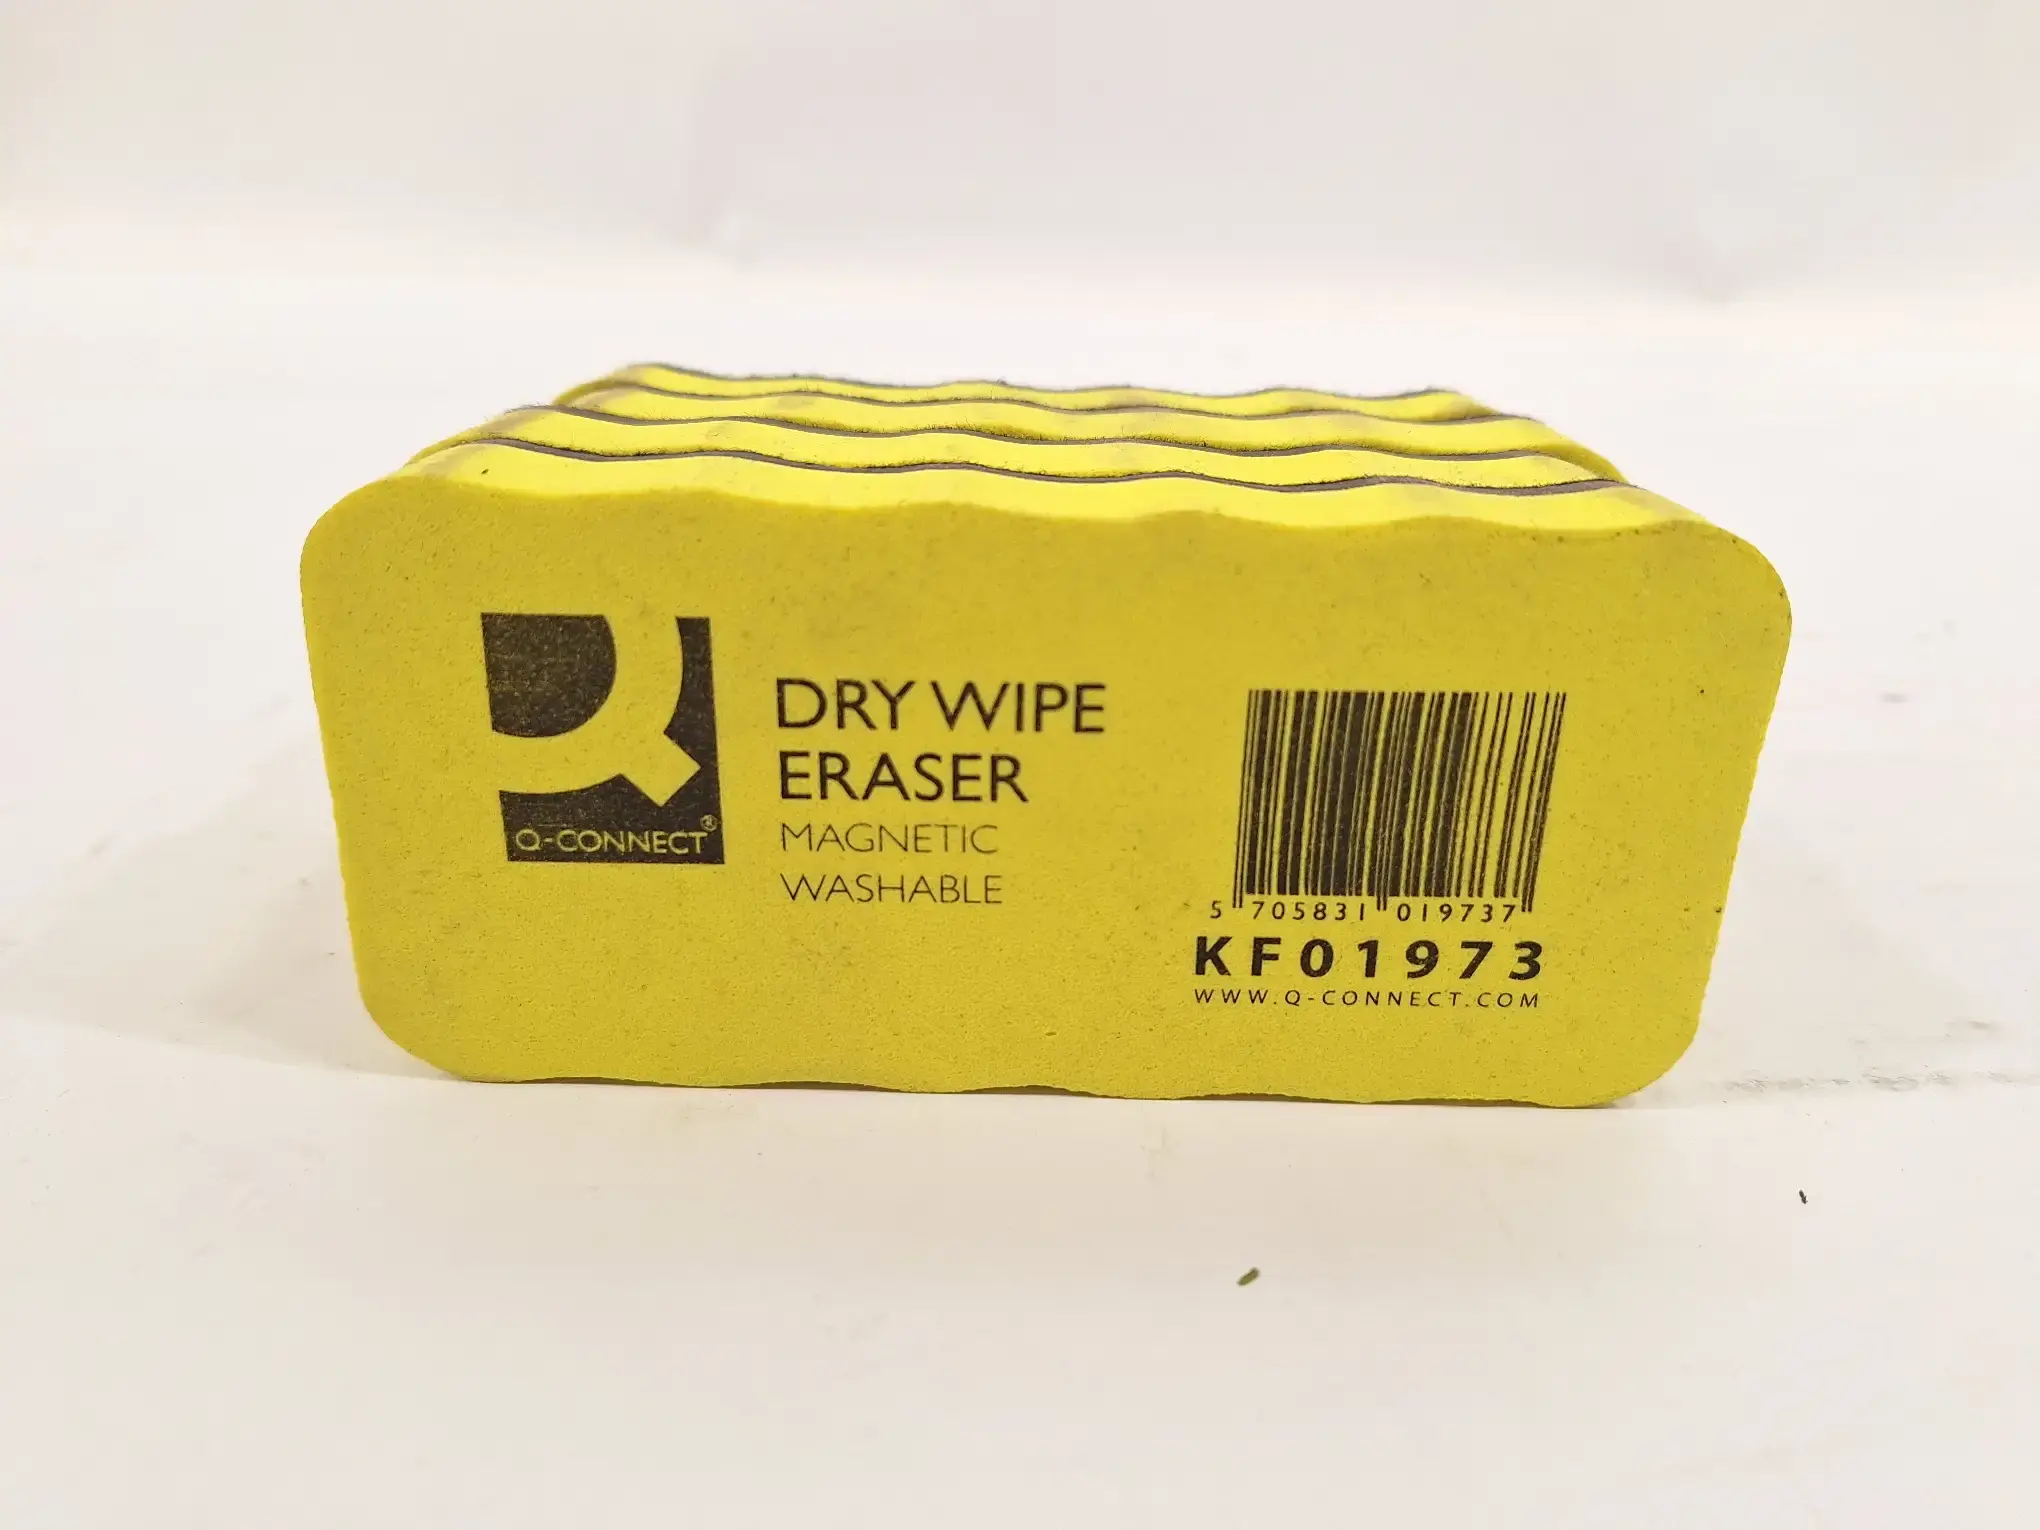 Q-CONNECT®
DRY WIPE
ERASER
MAGNETIC
WASHABLE
5 705831 019737
KF01973
WWW.Q-CONNECT.COM